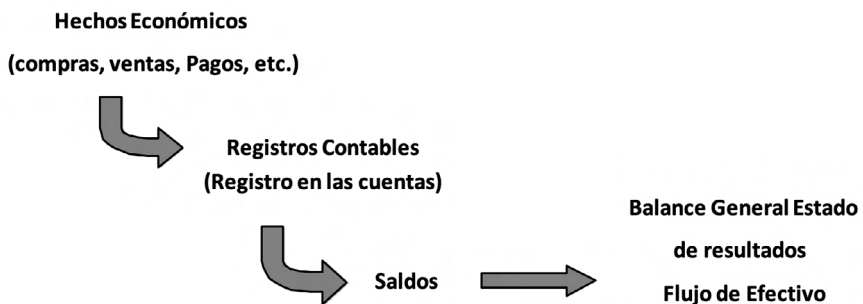 Hechos Económicos
(compras, ventas, Pagos, etc.)
Registros Contables
(Registro en las cuentas)
Saldos
Balance General Estado
de resultados
Flujo de Efectivo